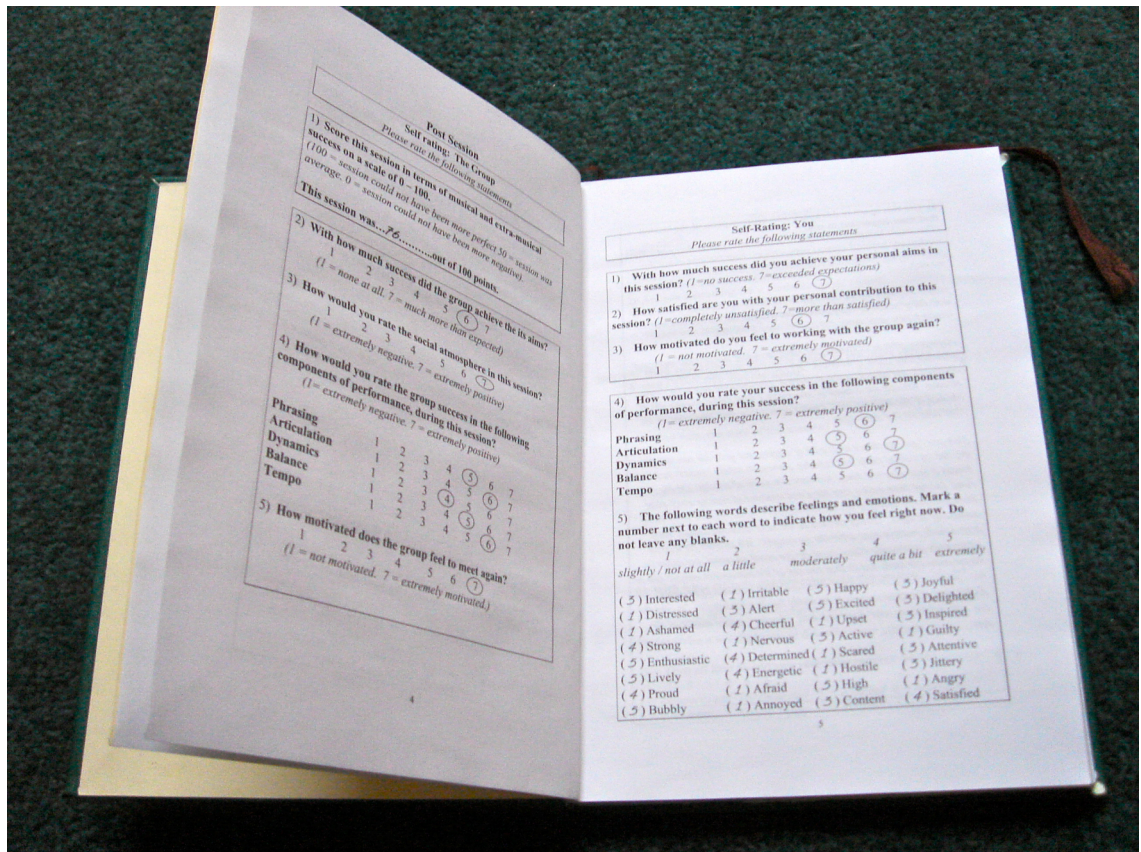 Post Session
Self rating: The Group
Please rate the following statements
1) Score this session in terms of musical and extra-musical
success on a scale of 0 – 100.
(100 = session could not have been more perfect 50 = session was
average. 0 = session could not have been more negative).
This session was...76..........out of 100 points.
2) With how much success did the group achieve the its aims?
1 2 3 4 5 6 7
(1 = none at all. 7 = much more than expected)
3) How would you rate the social atmosphere in this session?
1 2 3 4 5 6 7
(1 = extremely negative. 7 = extremely positive)
4) How would you rate the group success in the following
components of performance, during this session?
(1= extremely negative. 7 = extremely positive)
Phrasing 1 2 3 4 5 6 7
Articulation 1 2 3 4 5 6 7
Dynamics 1 2 3 4 5 6 7
Balance 1 2 3 4 5 6 7
Tempo 1 2 3 4 5 6 7
5) How motivated does the group feel to meet again?
1 2 3 4 5 6 7
(1 = not motivated. 7 = extremely motivated.)
4
Self-Rating: You
Please rate the following statements
1) With how much success did you achieve your personal aims in
this session? (1=no success. 7=exceeded expectations)
1 2 3 4 5 6 7
2) How satisfied are you with your personal contribution to this
session? (1=completely unsatisfied. 7=more than satisfied)
1 2 3 4 5 6 7
3) How motivated do you feel to working with the group again?
(1 = not motivated. 7 = extremely motivated)
1 2 3 4 5 6 7
4) How would you rate your success in the following components
of performance, during this session?
(1= extremely negative. 7 = extremely positive)
Phrasing 1 2 3 4 5 6 7
Articulation 1 2 3 4 5 6 7
Dynamics 1 2 3 4 5 6 7
Balance 1 2 3 4 5 6 7
Tempo 1 2 3 4 5 6 7
5) The following words describe feelings and emotions. Mark a
number next to each word to indicate how you feel right now. Do
not leave any blanks.
1 2 3 4 5
slightly / not at all a little moderately quite a bit extremely
( 5 ) Interested ( 1 ) Irritable ( 5 ) Happy ( 5 ) Joyful
( 1 ) Distressed ( 5 ) Alert ( 5 ) Excited ( 5 ) Delighted
( 1 ) Ashamed ( 4 ) Cheerful ( 1 ) Upset ( 5 ) Inspired
( 4 ) Strong ( 1 ) Nervous ( 5 ) Active ( 1 ) Guilty
( 5 ) Enthusiastic ( 4 ) Determined ( 1 ) Scared ( 5 ) Attentive
( 5 ) Lively ( 4 ) Energetic ( 1 ) Hostile ( 5 ) Jittery
( 4 ) Proud ( 1 ) Afraid ( 5 ) High ( 1 ) Angry
( 5 ) Bubbly ( 1 ) Annoyed ( 5 ) Content ( 4 ) Satisfied
5